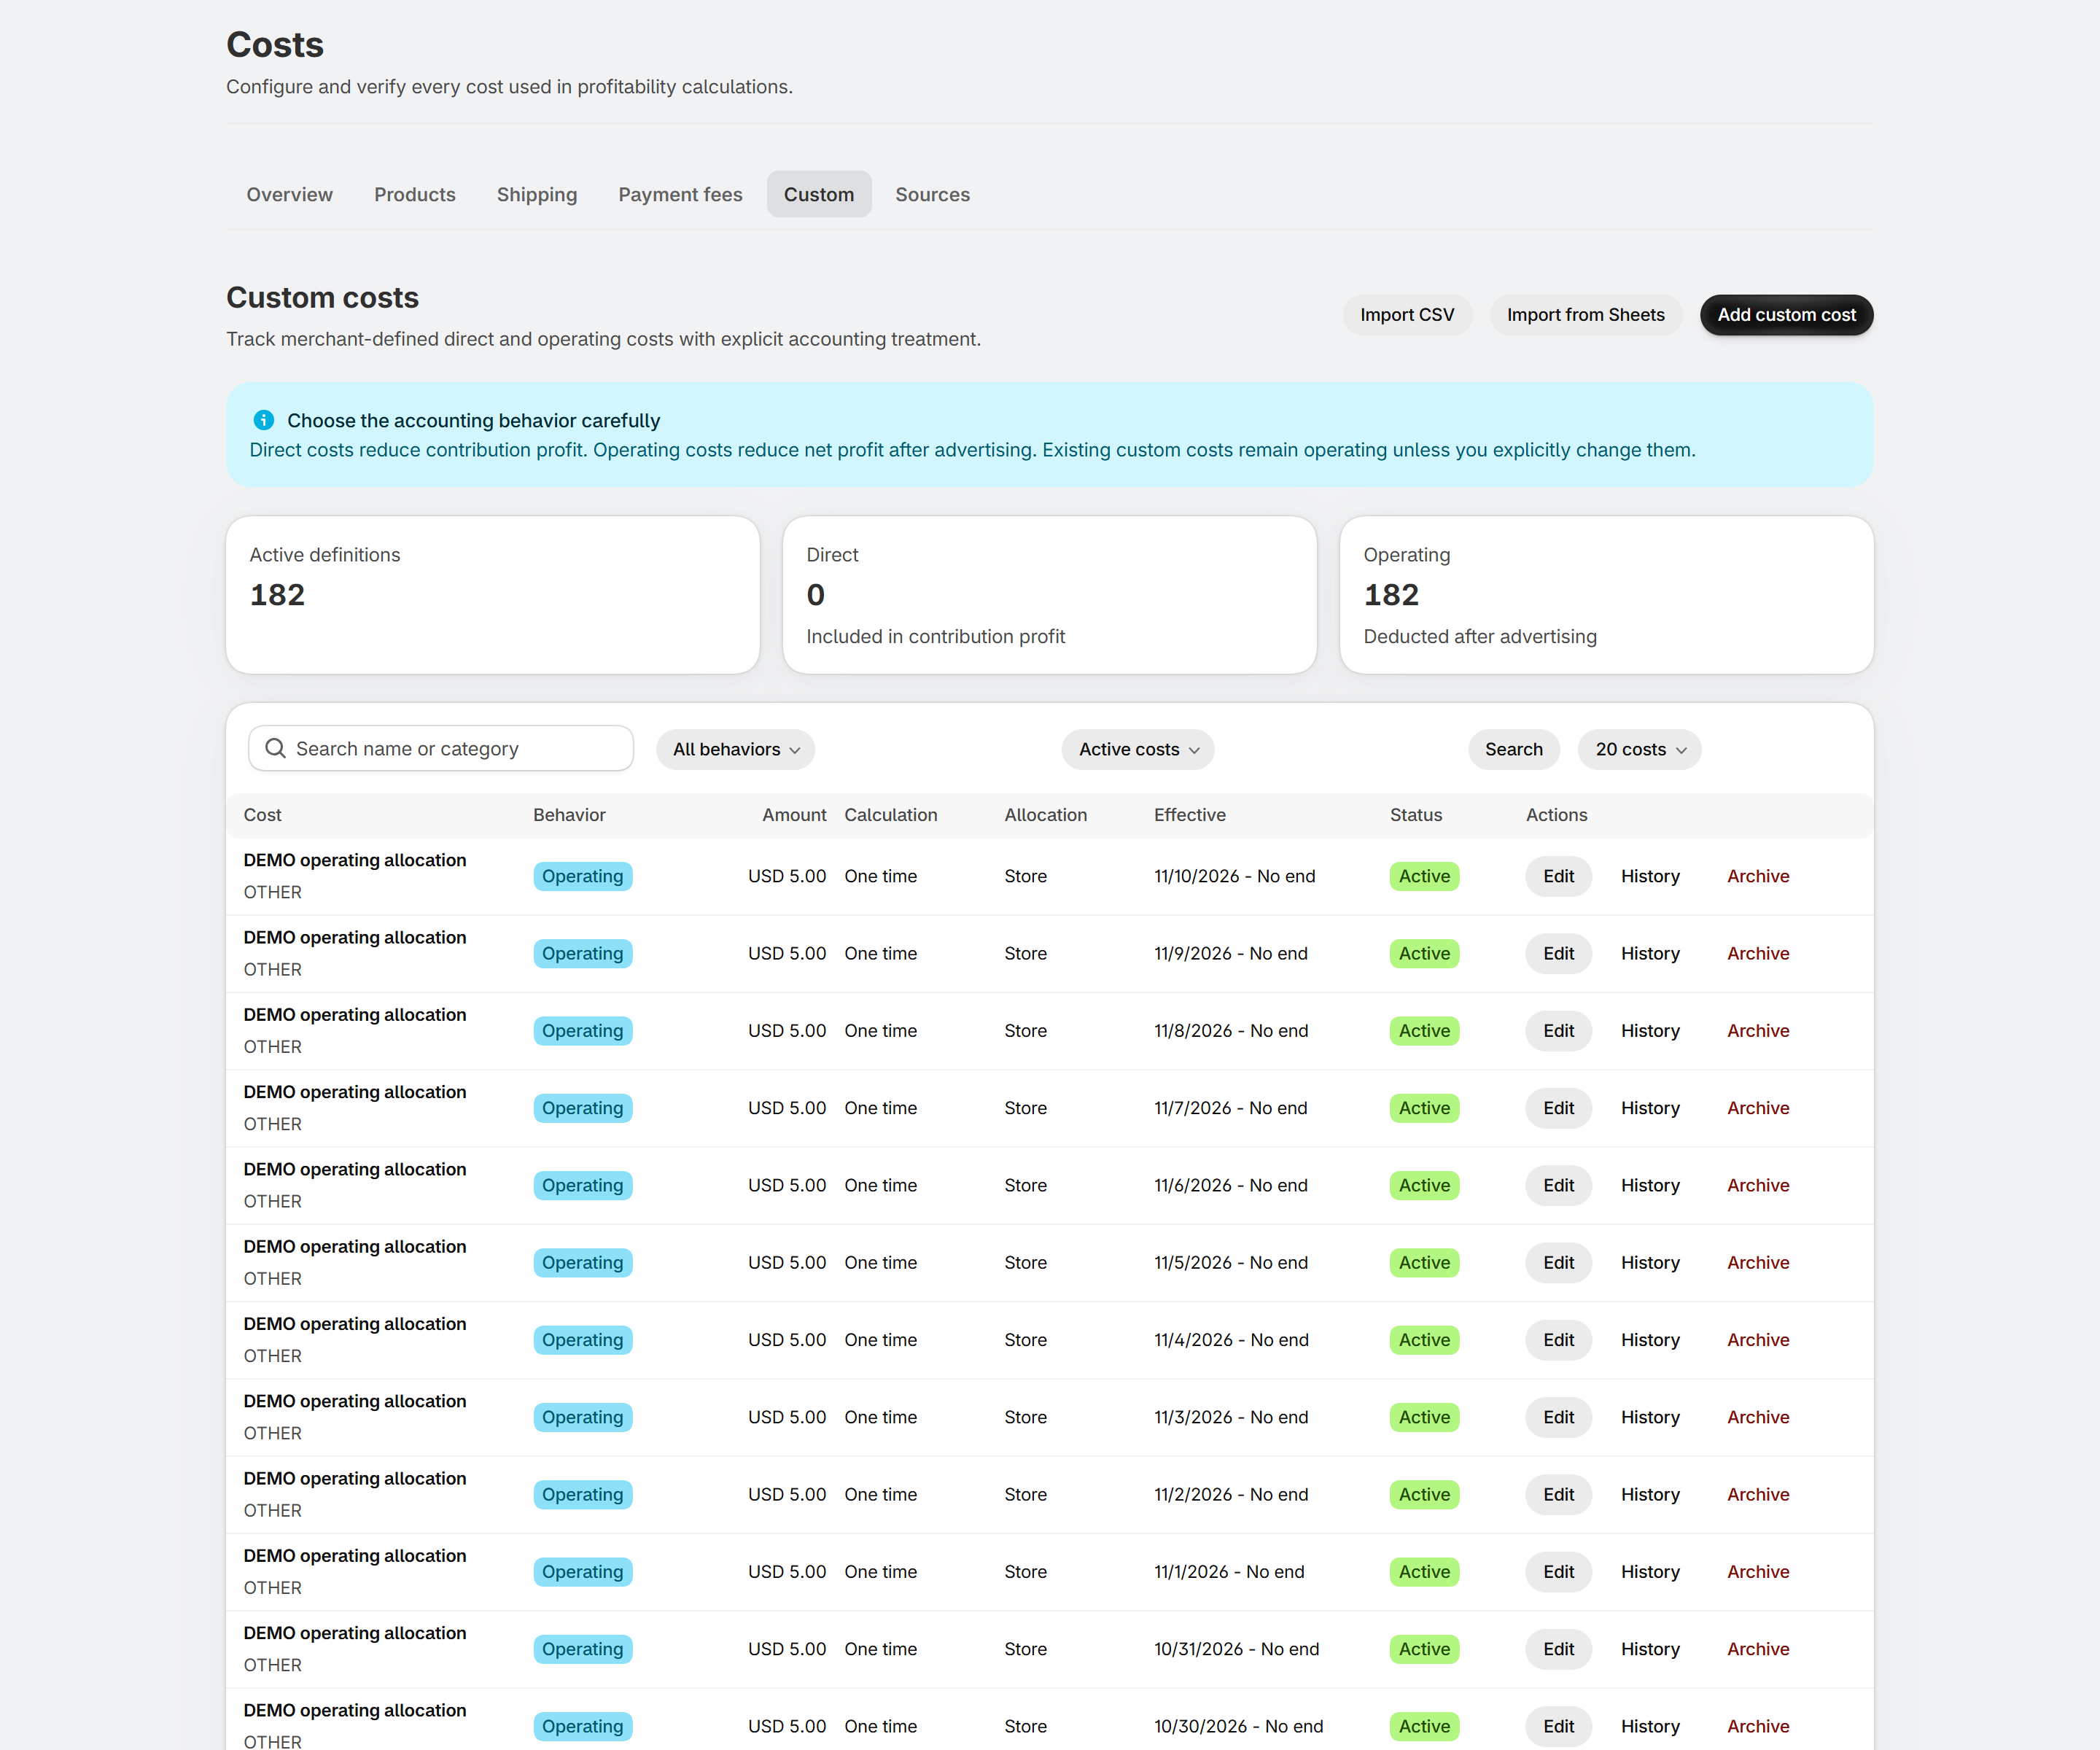 Costs
Configure and verify every cost used in profitability calculations.
Overview Products Shipping Payment fees Custom Sources
Custom costs
Track merchant-defined direct and operating costs with explicit accounting treatment.
Import CSV Import from Sheets Add custom cost
Choose the accounting behavior carefully
Direct costs reduce contribution profit. Operating costs reduce net profit after advertising. Existing custom costs remain operating unless you explicitly change them.
Active definitions
182
Direct
0
Included in contribution profit
Operating
182
Deducted after advertising
Search name or category All behaviors Active costs Search 20 costs
Cost Behavior Amount Calculation Allocation Effective Status Actions
DEMO operating allocation
OTHER
Operating USD 5.00 One time Store 11/10/2026 - No end Active Edit History Archive
DEMO operating allocation
OTHER
Operating USD 5.00 One time Store 11/9/2026 - No end Active Edit History Archive
DEMO operating allocation
OTHER
Operating USD 5.00 One time Store 11/8/2026 - No end Active Edit History Archive
DEMO operating allocation
OTHER
Operating USD 5.00 One time Store 11/7/2026 - No end Active Edit History Archive
DEMO operating allocation
OTHER
Operating USD 5.00 One time Store 11/6/2026 - No end Active Edit History Archive
DEMO operating allocation
OTHER
Operating USD 5.00 One time Store 11/5/2026 - No end Active Edit History Archive
DEMO operating allocation
OTHER
Operating USD 5.00 One time Store 11/4/2026 - No end Active Edit History Archive
DEMO operating allocation
OTHER
Operating USD 5.00 One time Store 11/3/2026 - No end Active Edit History Archive
DEMO operating allocation
OTHER
Operating USD 5.00 One time Store 11/2/2026 - No end Active Edit History Archive
DEMO operating allocation
OTHER
Operating USD 5.00 One time Store 11/1/2026 - No end Active Edit History Archive
DEMO operating allocation
OTHER
Operating USD 5.00 One time Store 10/31/2026 - No end Active Edit History Archive
DEMO operating allocation
OTHER
Operating USD 5.00 One time Store 10/30/2026 - No end Active Edit History Archive